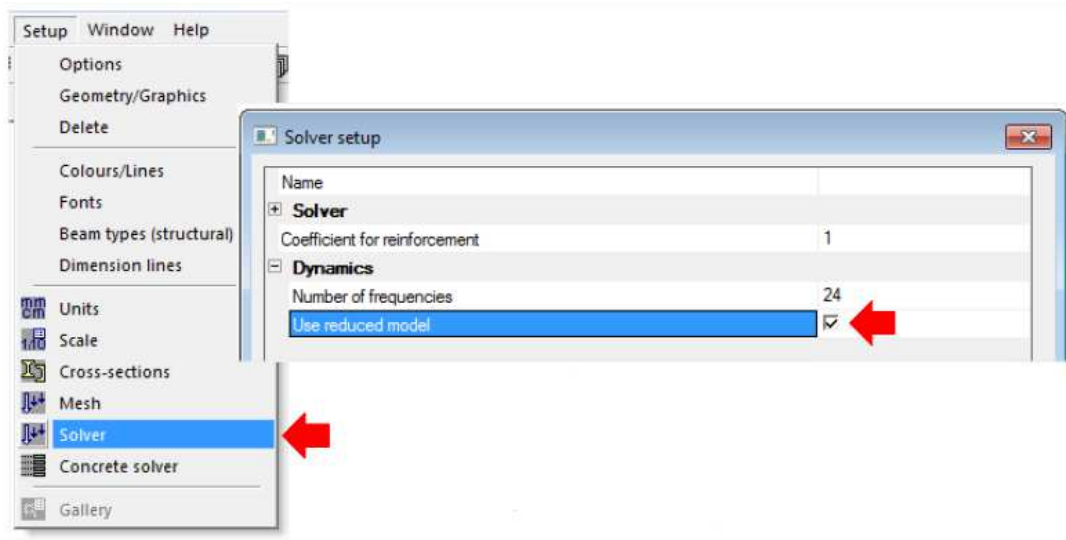 Setup Window Help
Options
Geometry/Graphics
Delete
Colours/Lines
Fonts
Beam types (structural)
Dimension lines
Units
Scale
Cross-sections
Mesh
Solver
Concrete solver
Gallery
Solver setup
Name
Solver
Coefficient for reinforcement 1
Dynamics
Number of frequencies 24
Use reduced model